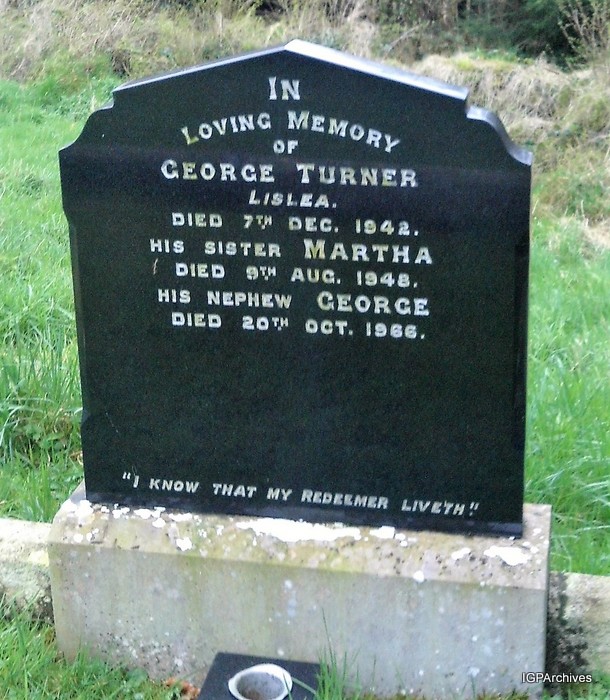 IN
LOVING MEMORY
OF
GEORGE TURNER
LISLEA.
DIED 7TH DEC. 1942.
HIS SISTER MARTHA
DIED 9TH AUG. 1948.
HIS NEPHEW GEORGE
DIED 20TH OCT. 1966.
"I KNOW THAT MY REDEEMER LIVETH"
IGPArchives